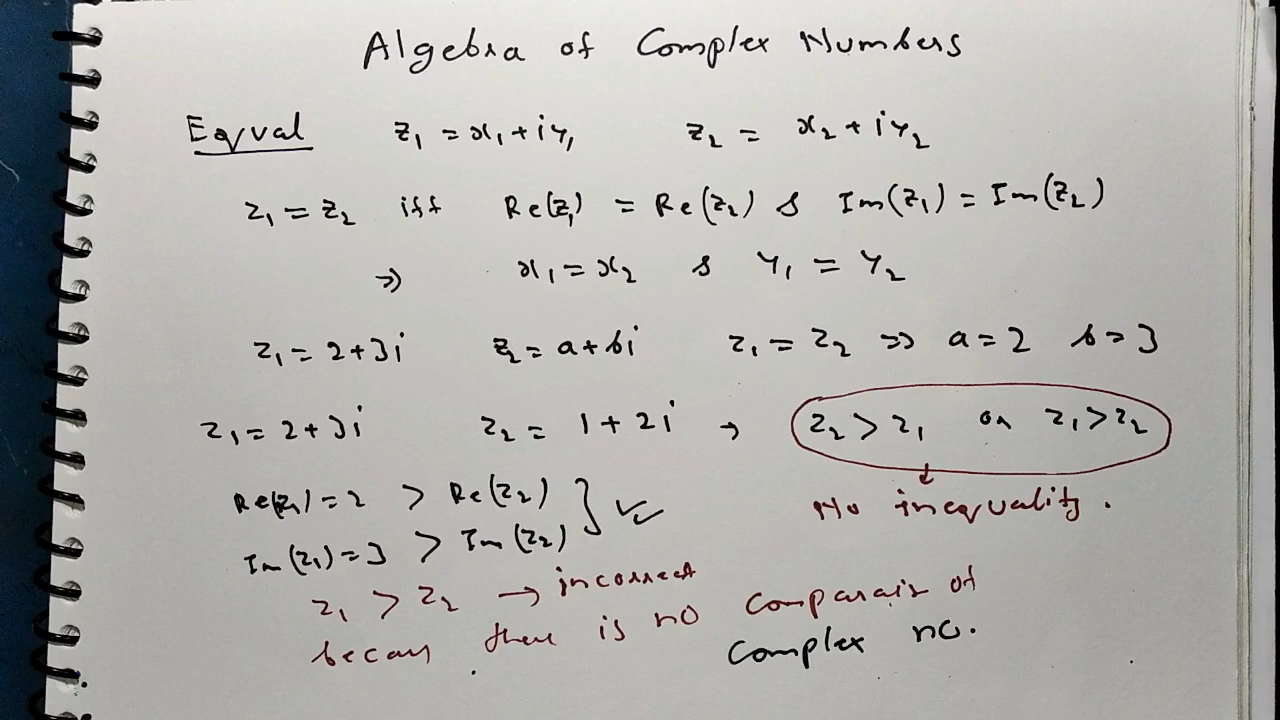 Algebra of Complex Numbers
Equal z₁ = x₁ + iy₁ z₂ = x₂ + iy₂
z₁ = z₂ iff Re(z₁) = Re(z₂) & Im(z₁) = Im(z₂)
⇒ x₁ = x₂ & y₁ = y₂
z₁ = 2+3i z₂ = a+bi z₁ = z₂ ⇒ a=2 b=3
z₁ = 2+3i z₂ = 1+2i → z₂ > z₁ or z₁ > z₂
Re(z₁) = 2 > Re(z₂)
No inequality.
Im(z₁) = 3 > Im(z₂)
z₁ > z₂ → incorrect
becaus there is no comparair of
complex no.